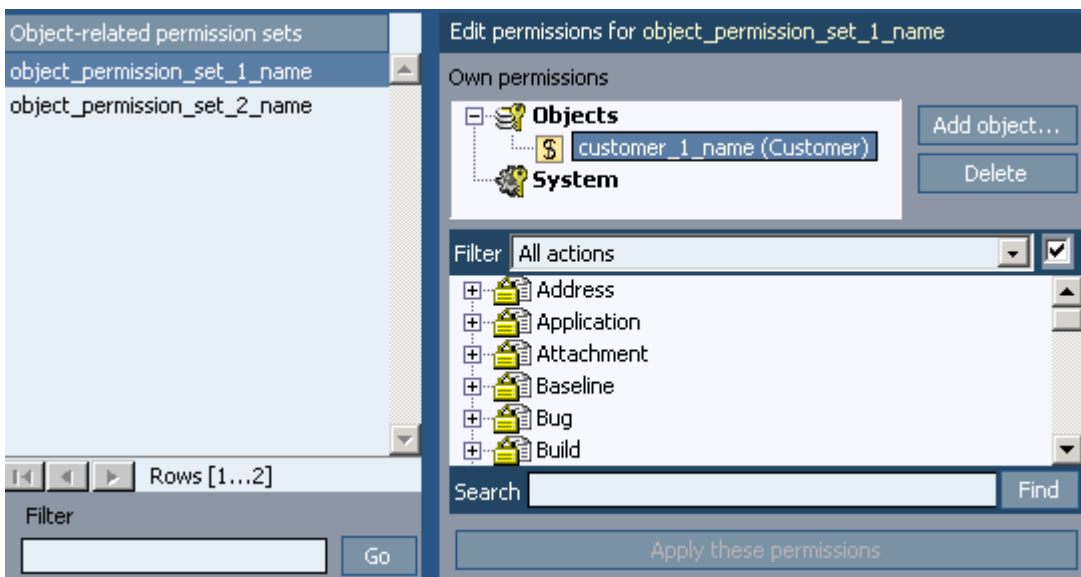 Object-related permission sets
object_permission_set_1_name
object_permission_set_2_name
Rows [1...2]
Filter
Go
Edit permissions for object_permission_set_1_name
Own permissions
Objects
customer_1_name (Customer)
System
Add object...
Delete
Filter All actions
Address
Application
Attachment
Baseline
Bug
Build
Search Find
Apply these permissions